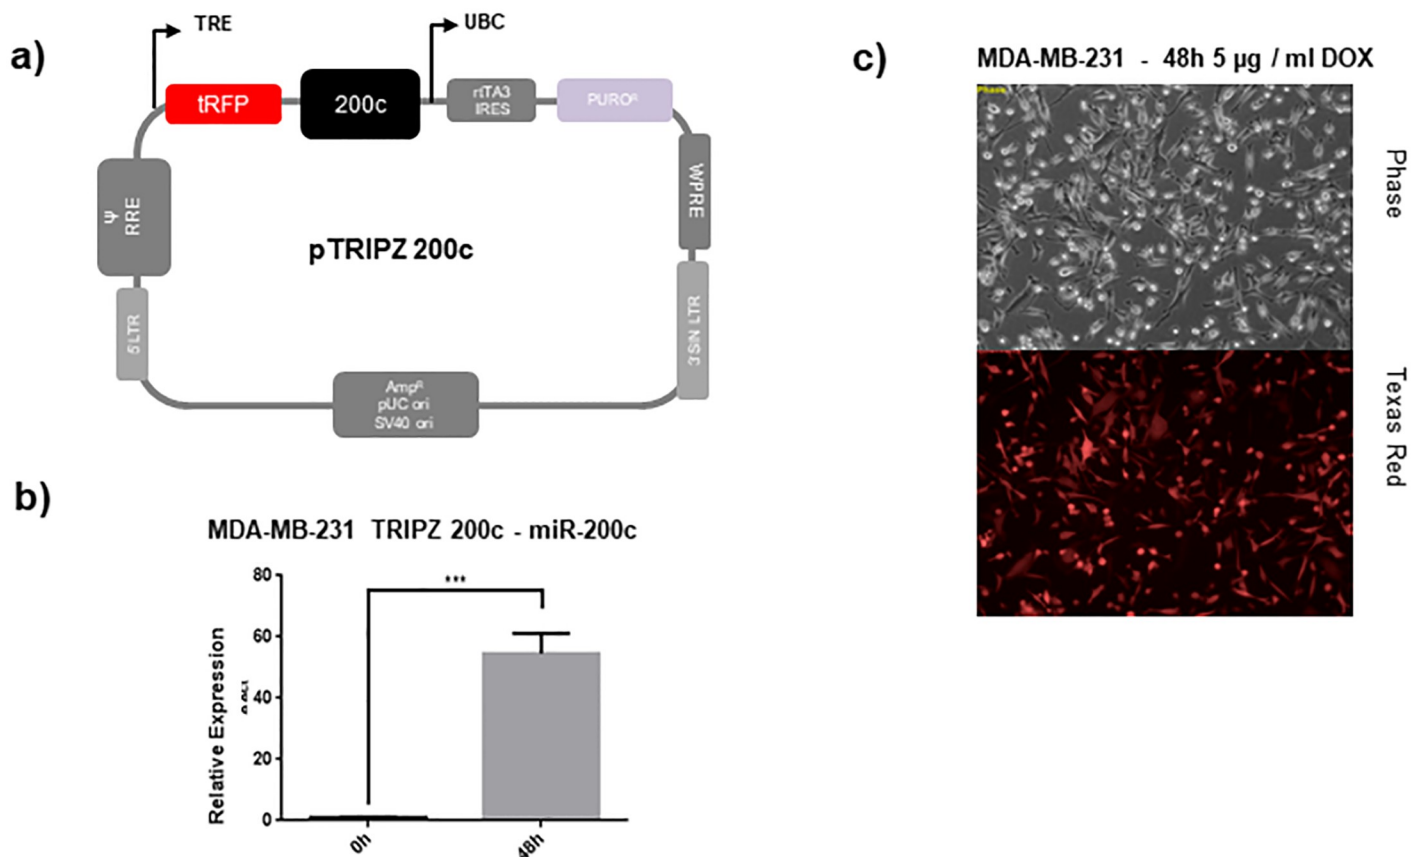 a)
TRE
UBC
tRFP
200c
rtTA3
IRES
PURO^R
Ψ
RRE
WPRE
pTRIPZ 200c
5'LTR
3'SIN LTR
Amp^R
pUC ori
SV40 ori
b)
MDA-MB-231 TRIPZ 200c - miR-200c
Relative Expression
80
60
40
20
0
***
0h
48h
c)
MDA-MB-231 - 48h 5 µg / ml DOX
Phase
Phase
Texas Red